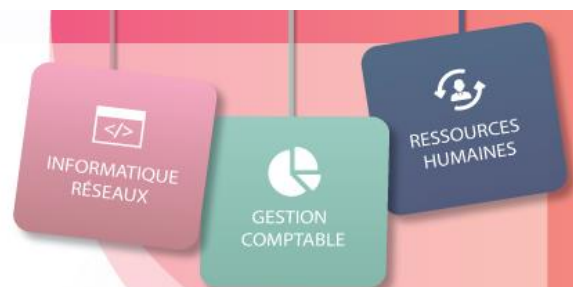 </>
INFORMATIQUE
RÉSEAUX
GESTION
COMPTABLE
RESSOURCES
HUMAINES